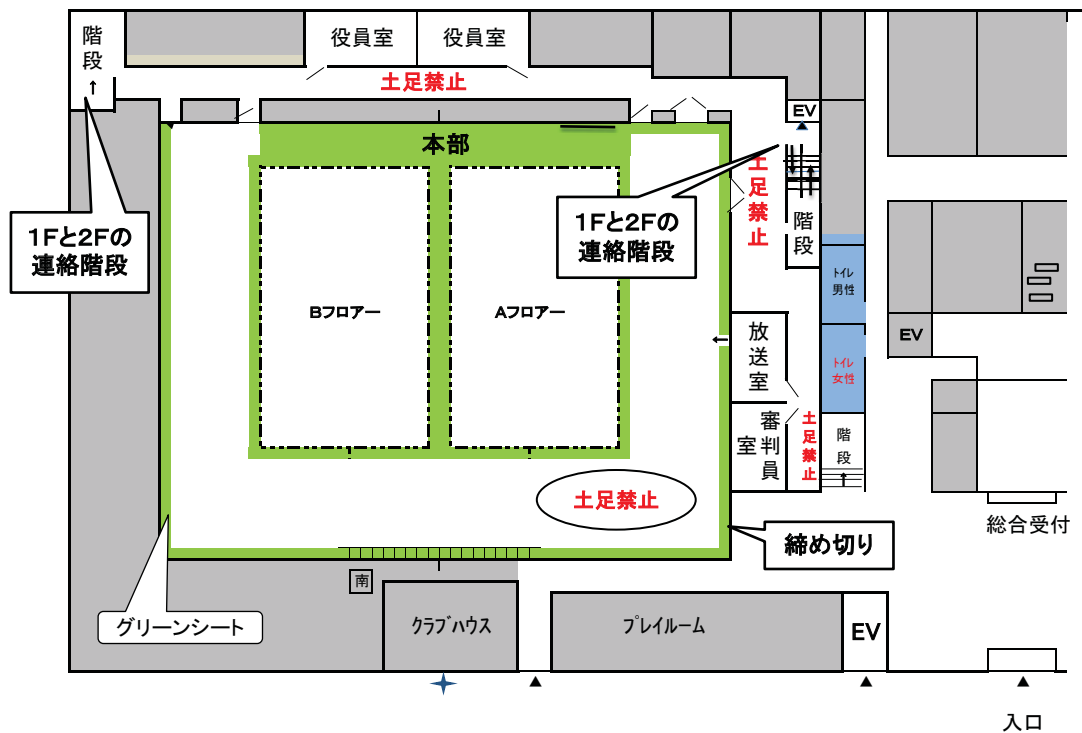 階段
↑
役員室
役員室
土足禁止
EV
▲
本部
土足禁止
1Fと2Fの
連絡階段
1Fと2Fの
連絡階段
階段
トイレ
男性
Bフロアー
Aフロアー
←
放送室
EV
トイレ
女性
審判員室
土足禁止
階段
↑
土足禁止
総合受付
締め切り
南
グリーンシート
クラブハウス
プレイルーム
EV
▲
▲
▲
入口